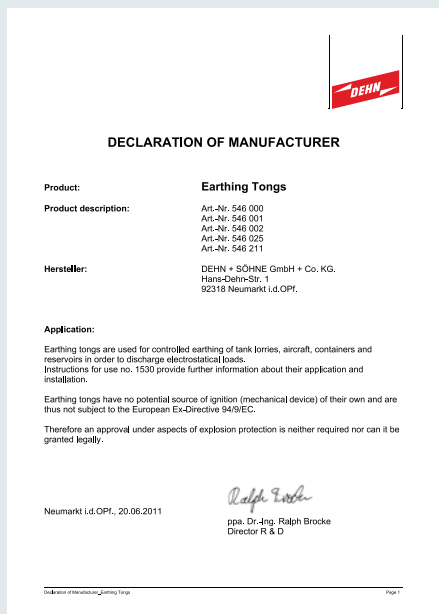 DEHN
DECLARATION OF MANUFACTURER
Product: Earthing Tongs
Product description: Art.-Nr. 546 000
Art.-Nr. 546 001
Art.-Nr. 546 002
Art.-Nr. 546 025
Art.-Nr. 546 211
Hersteller: DEHN + SÖHNE GmbH + Co. KG.
Hans-Dehn-Str. 1
92318 Neumarkt i.d.OPf.
Application:
Earthing tongs are used for controlled earthing of tank lorries, aircraft, containers and
reservoirs in order to discharge electrostatical loads.
Instructions for use no. 1530 provide further information about their application and
installation.
Earthing tongs have no potential source of ignition (mechanical device) of their own and are
thus not subject to the European Ex-Directive 94/9/EC.
Therefore an approval under aspects of explosion protection is neither required nor can it be
granted legally.
Ralph Brocke
Neumarkt i.d.OPf., 20.06.2011
ppa. Dr.-Ing. Ralph Brocke
Director R & D
Declaration of Manufacturer_Earthing Tongs Page 1